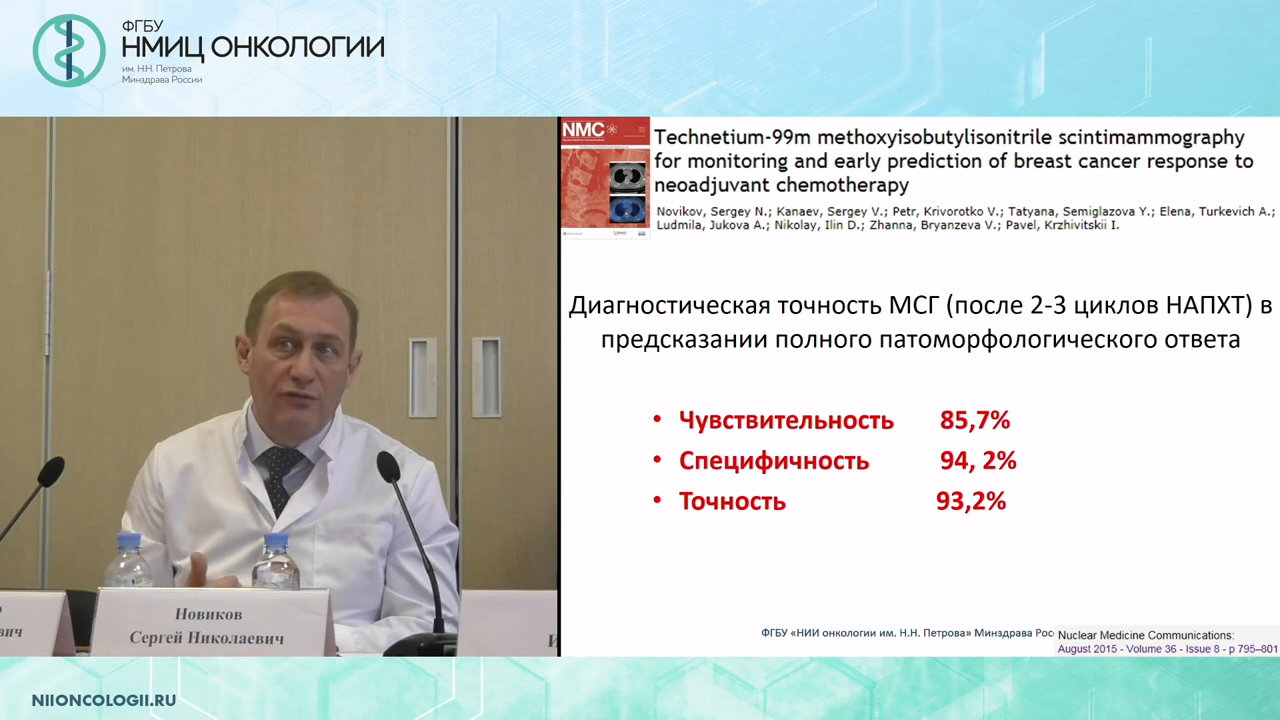 ФГБУ
НМИЦ ОНКОЛОГИИ
им. Н.Н. Петрова
Минздрава России
NMC
Technetium-99m methoxyisobutylisonitrile scintimammography
for monitoring and early prediction of breast cancer response to
neoadjuvant chemotherapy
Novikov, Sergey N.; Kanaev, Sergey V.; Petr, Krivorotko V.; Tatyana, Semiglazova Y.; Elena, Turkevich A.;
Ludmila, Jukova A.; Nikolay, Ilin D.; Zhanna, Bryanzeva V.; Pavel, Krzhivitskii I.
Диагностическая точность МСГ (после 2-3 циклов НАПХТ) в
предсказании полного патоморфологического ответа
• Чувствительность 85,7%
• Специфичность 94, 2%
• Точность 93,2%
ФГБУ «НИИ онкологии им. Н.Н. Петрова» Минздрава
Nuclear Medicine Communications:
August 2015 - Volume 36 - Issue 8 - p 795–801
Новиков
Сергей Николаевич
NIIONCOLOGII.RU